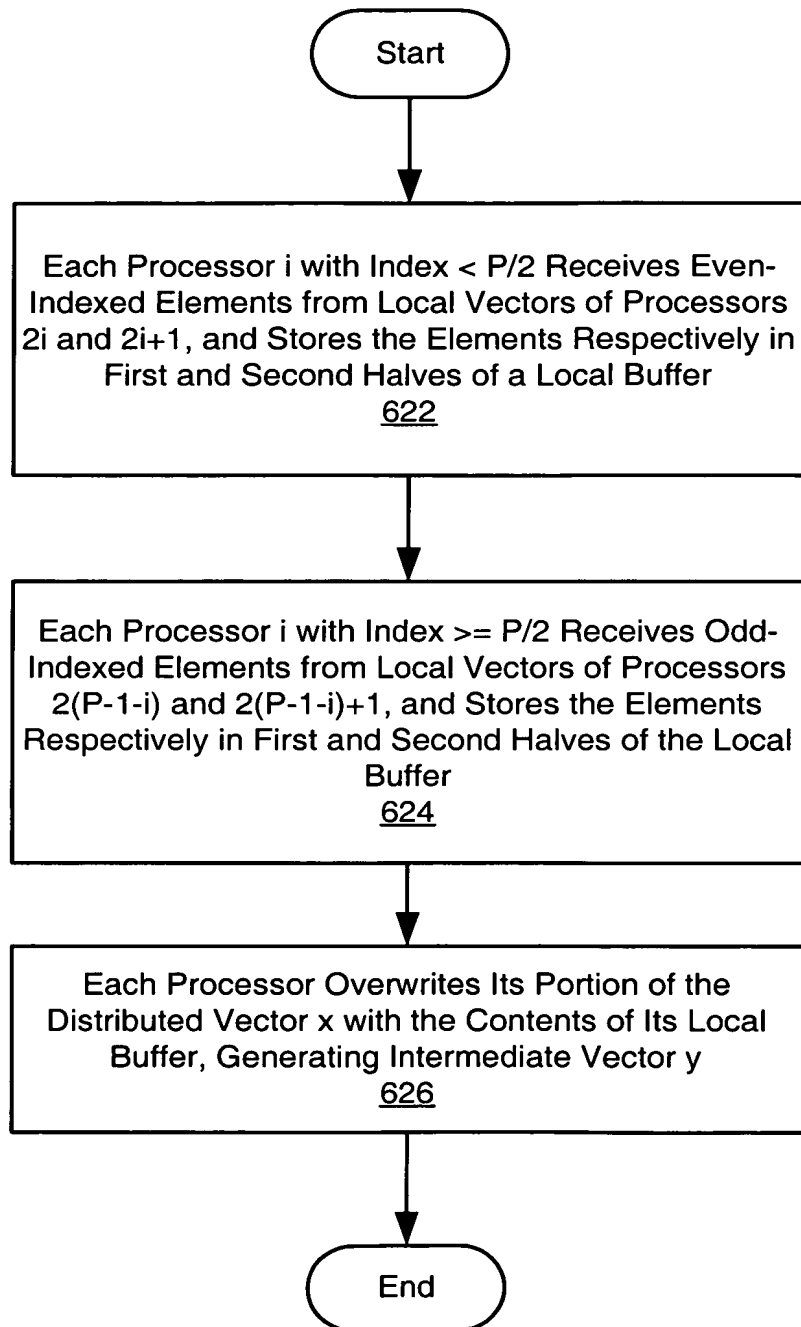 Start
Each Processor i with Index < P/2 Receives Even-
Indexed Elements from Local Vectors of Processors
2i and 2i+1, and Stores the Elements Respectively in
First and Second Halves of a Local Buffer
622
Each Processor i with Index >= P/2 Receives Odd-
Indexed Elements from Local Vectors of Processors
2(P-1-i) and 2(P-1-i)+1, and Stores the Elements
Respectively in First and Second Halves of the Local
Buffer
624
Each Processor Overwrites Its Portion of the
Distributed Vector x with the Contents of Its Local
Buffer, Generating Intermediate Vector y
626
End